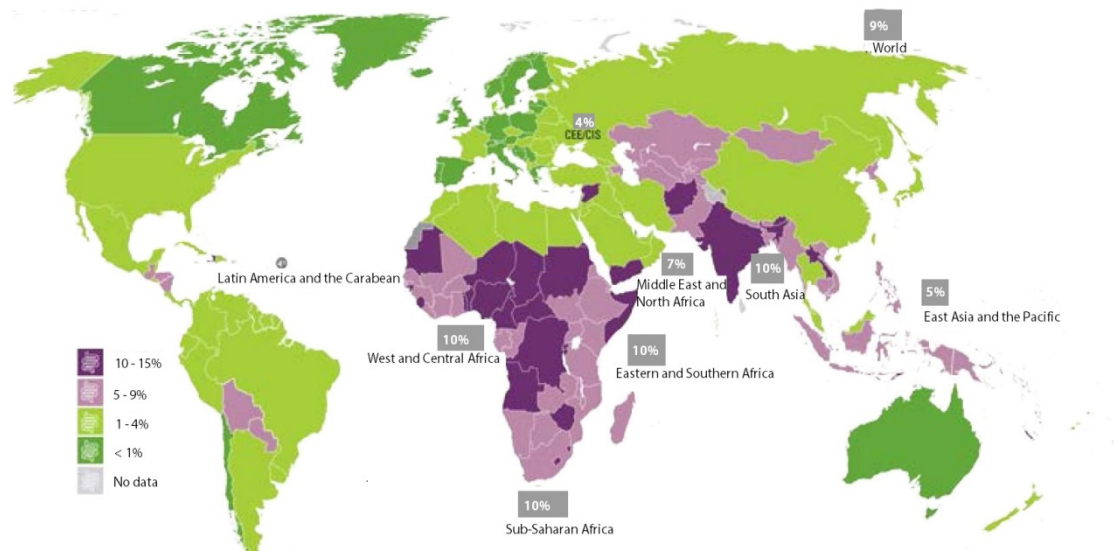 9%
..World
4%
CEE/CIS
4%
Latin America and the Carabean
7%
Middle East and
North Africa
10%
South Asia
5%
East Asia and the Pacific
10%
West and Central Africa
10%
Eastern and Southern Africa
10 - 15%
5 - 9%
1 - 4%
< 1%
No data
10%
Sub-Saharan Africa